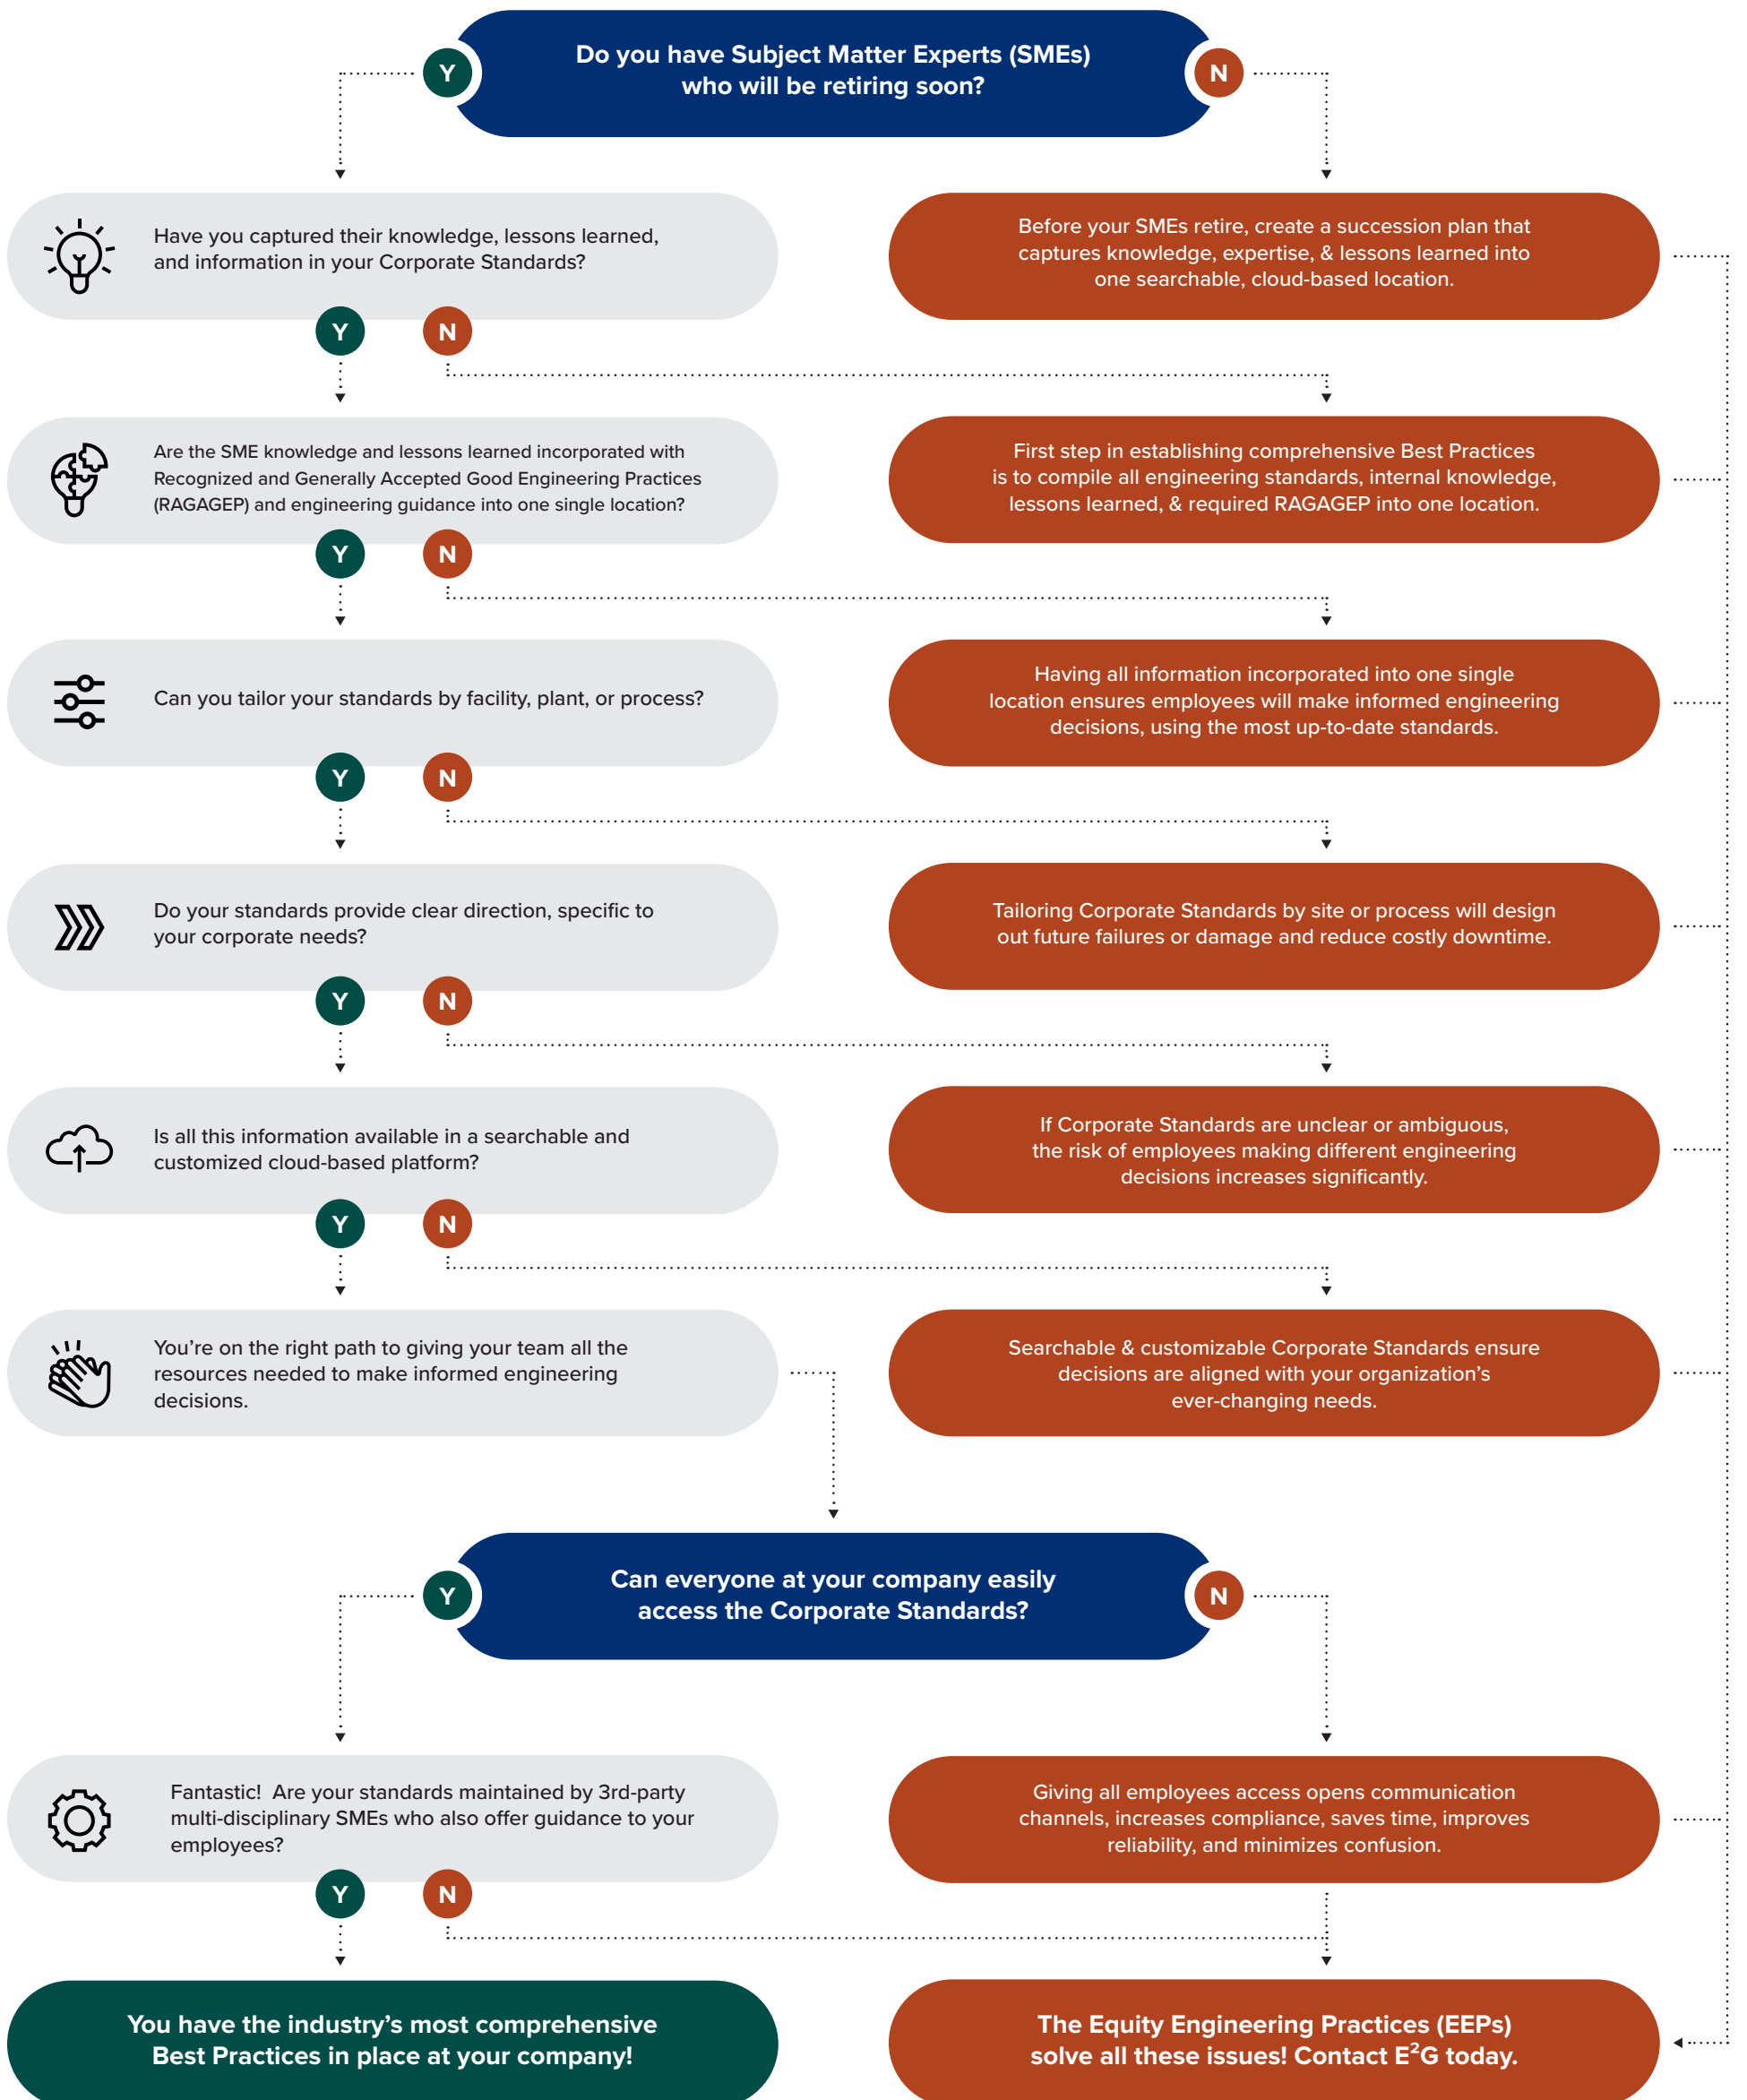 Do you have Subject Matter Experts (SMEs)
who will be retiring soon?
Y
N
Have you captured their knowledge, lessons learned,
and information in your Corporate Standards?
Y
N
Before your SMEs retire, create a succession plan that
captures knowledge, expertise, & lessons learned into
one searchable, cloud-based location.
Are the SME knowledge and lessons learned incorporated with
Recognized and Generally Accepted Good Engineering Practices
(RAGAGEP) and engineering guidance into one single location?
Y
N
First step in establishing comprehensive Best Practices
is to compile all engineering standards, internal knowledge,
lessons learned, & required RAGAGEP into one location.
Can you tailor your standards by facility, plant, or process?
Y
N
Having all information incorporated into one single
location ensures employees will make informed engineering
decisions, using the most up-to-date standards.
Do your standards provide clear direction, specific to
your corporate needs?
Y
N
Tailoring Corporate Standards by site or process will design
out future failures or damage and reduce costly downtime.
Is all this information available in a searchable and
customized cloud-based platform?
Y
N
If Corporate Standards are unclear or ambiguous,
the risk of employees making different engineering
decisions increases significantly.
You're on the right path to giving your team all the
resources needed to make informed engineering
decisions.
Searchable & customizable Corporate Standards ensure
decisions are aligned with your organization's
ever-changing needs.
Can everyone at your company easily
access the Corporate Standards?
Y
N
Fantastic! Are your standards maintained by 3rd-party
multi-disciplinary SMEs who also offer guidance to your
employees?
Y
N
Giving all employees access opens communication
channels, increases compliance, saves time, improves
reliability, and minimizes confusion.
You have the industry's most comprehensive
Best Practices in place at your company!
The Equity Engineering Practices (EEPs)
solve all these issues! Contact E²G today.